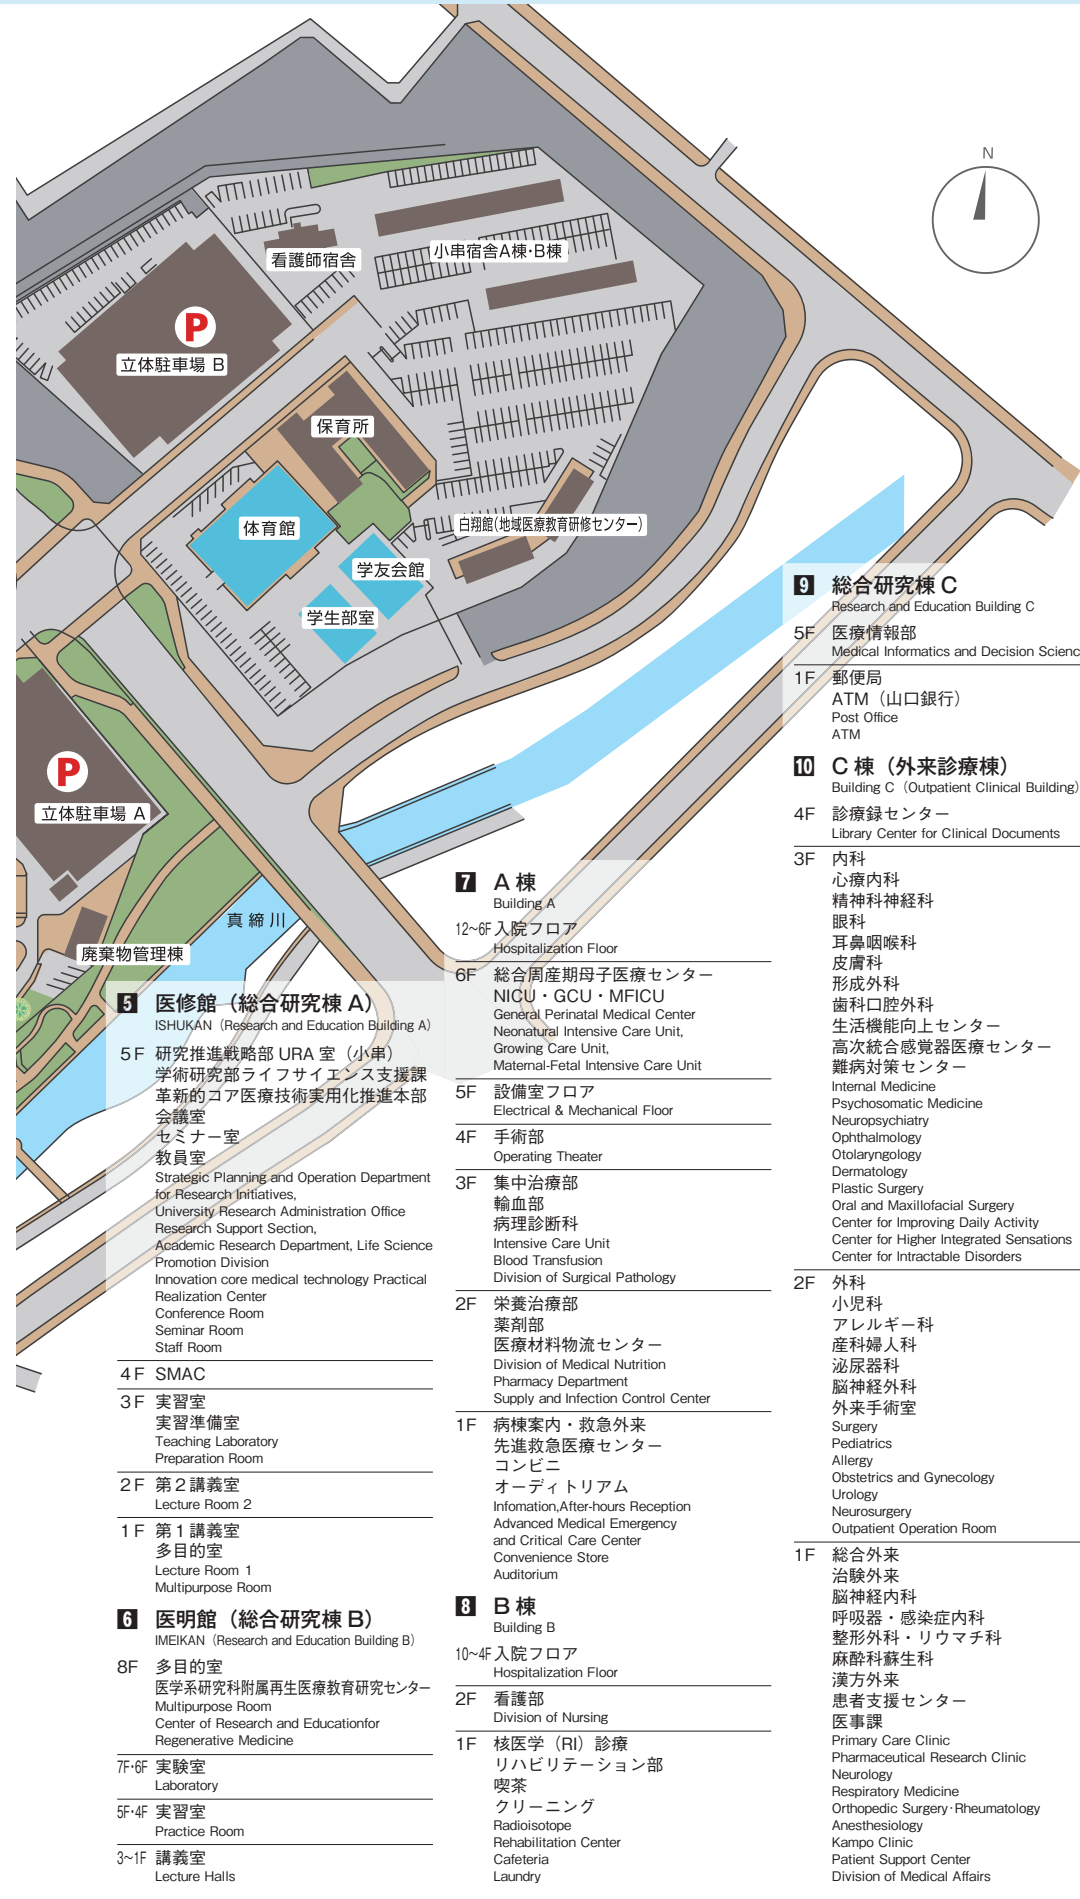 N
看護師宿舎
小串宿舎A棟・B棟
P
立体駐車場 B
保育所
体育館
白翔館(地域医療教育研修センター)
学友会館
学生部室
P
立体駐車場 A
真締川
廃棄物管理棟
5 医修館（総合研究棟 A）
ISHUKAN（Research and Education Building A）
5F 研究推進戦略部 URA 室（小串）
学術研究部ライフサイエンス支援課
革新的コア医療技術実用化推進本部
会議室
セミナー室
教員室
Strategic Planning and Operation Department
for Research Initiatives,
University Research Administration Office
Research Support Section,
Academic Research Department, Life Science
Promotion Division
Innovation core medical technology Practical
Realization Center
Conference Room
Seminar Room
Staff Room
4F SMAC
3F 実習室
実習準備室
Teaching Laboratory
Preparation Room
2F 第2講義室
Lecture Room 2
1F 第1講義室
多目的室
Lecture Room 1
Multipurpose Room
6 医明館（総合研究棟 B）
IMEIKAN（Research and Education Building B）
8F 多目的室
医学系研究科附属再生医療教育研究センター
Multipurpose Room
Center of Research and Educationfor
Regenerative Medicine
7F・6F 実験室
Laboratory
5F・4F 実習室
Practice Room
3~1F 講義室
Lecture Halls
7 A 棟
Building A
12~6F 入院フロア
Hospitalization Floor
6F 総合周産期母子医療センター
NICU・GCU・MFICU
General Perinatal Medical Center
Neonatural Intensive Care Unit,
Growing Care Unit,
Maternal-Fetal Intensive Care Unit
5F 設備室フロア
Electrical & Mechanical Floor
4F 手術部
Operating Theater
3F 集中治療部
輸血部
病理診断科
Intensive Care Unit
Blood Transfusion
Division of Surgical Pathology
2F 栄養治療部
薬剤部
医療材料物流センター
Division of Medical Nutrition
Pharmacy Department
Supply and Infection Control Center
1F 病棟案内・救急外来
先進救急医療センター
コンビニ
オーディトリアム
Infomation,After-hours Reception
Advanced Medical Emergency
and Critical Care Center
Convenience Store
Auditorium
8 B 棟
Building B
10~4F 入院フロア
Hospitalization Floor
2F 看護部
Division of Nursing
1F 核医学（RI）診療
リハビリテーション部
喫茶
クリーニング
Radioisotope
Rehabilitation Center
Cafeteria
Laundry
9 総合研究棟 C
Research and Education Building C
5F 医療情報部
Medical Informatics and Decision Scienc
1F 郵便局
ATM（山口銀行）
Post Office
ATM
10 C 棟（外来診療棟）
Building C（Outpatient Clinical Building）
4F 診療録センター
Library Center for Clinical Documents
3F 内科
心療内科
精神科神経科
眼科
耳鼻咽喉科
皮膚科
形成外科
歯科口腔外科
生活機能向上センター
高次統合感覚器医療センター
難病対策センター
Internal Medicine
Psychosomatic Medicine
Neuropsychiatry
Ophthalmology
Otolaryngology
Dermatology
Plastic Surgery
Oral and Maxillofacial Surgery
Center for Improving Daily Activity
Center for Higher Integrated Sensations
Center for Intractable Disorders
2F 外科
小児科
アレルギー科
産科婦人科
泌尿器科
脳神経外科
外来手術室
Surgery
Pediatrics
Allergy
Obstetrics and Gynecology
Urology
Neurosurgery
Outpatient Operation Room
1F 総合外来
治験外来
脳神経内科
呼吸器・感染症内科
整形外科・リウマチ科
麻酔科蘇生科
漢方外来
患者支援センター
医事課
Primary Care Clinic
Pharmaceutical Research Clinic
Neurology
Respiratory Medicine
Orthopedic Surgery・Rheumatology
Anesthesiology
Kampo Clinic
Patient Support Center
Division of Medical Affairs